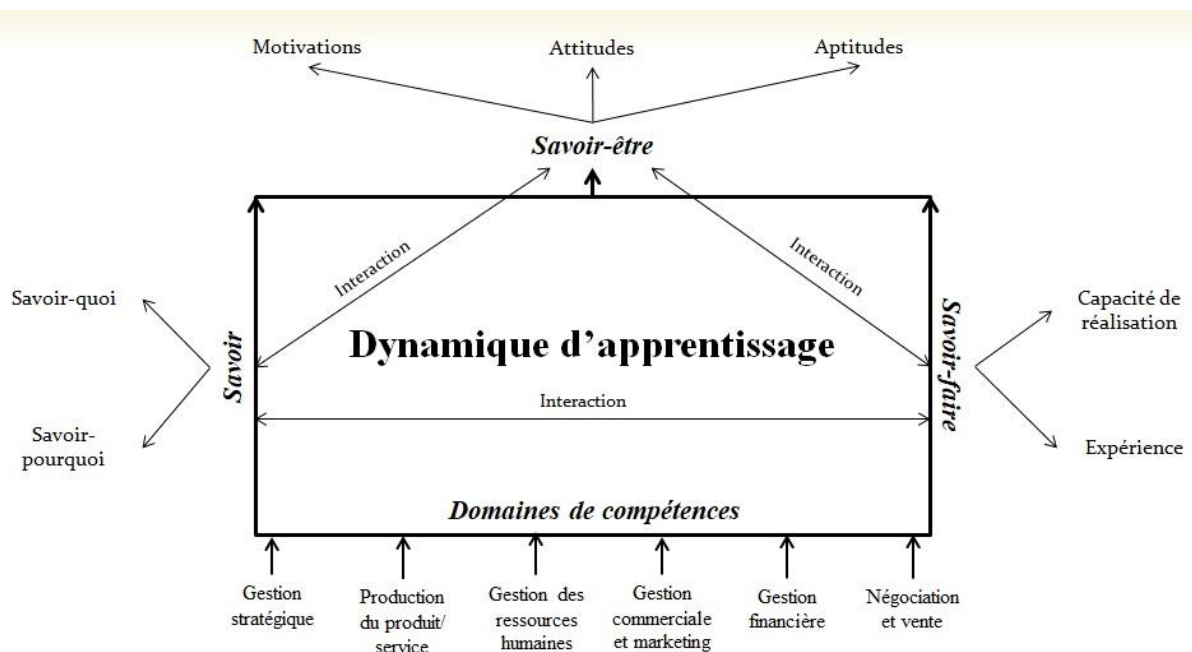 Motivations
Attitudes
Aptitudes
Savoir-être
Interaction
Interaction
Savoir-quoi
Savoir-
pourquoi
Savoir
Dynamique d'apprentissage
Interaction
Savoir-faire
Capacité de
réalisation
Expérience
Domaines de compétences
Gestion
stratégique
Production
du produit/
service
Gestion des
ressources
humaines
Gestion
commerciale
et marketing
Gestion
financière
Négociation
et vente